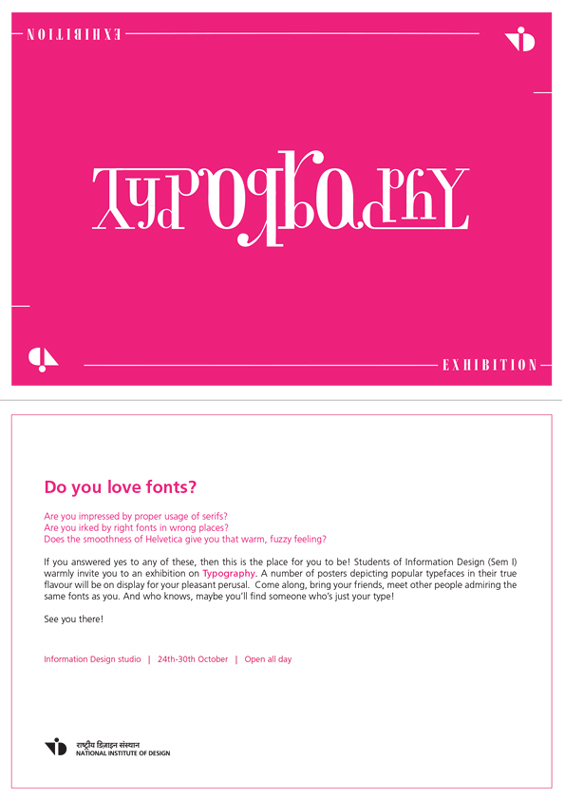 EXHIBITION
Typography
EXHIBITION
Do you love fonts?
Are you impressed by proper usage of serifs?
Are you irked by right fonts in wrong places?
Does the smoothness of Helvetica give you that warm, fuzzy feeling?
If you answered yes to any of these, then this is the place for you to be! Students of Information Design (Sem I)
warmly invite you to an exhibition on Typography. A number of posters depicting popular typefaces in their true
flavour will be on display for your pleasant perusal. Come along, bring your friends, meet other people admiring the
same fonts as you. And who knows, maybe you'll find someone who's just your type!
See you there!
Information Design studio | 24th-30th October | Open all day
राष्ट्रीय डिज़ाइन संस्थान
NATIONAL INSTITUTE OF DESIGN